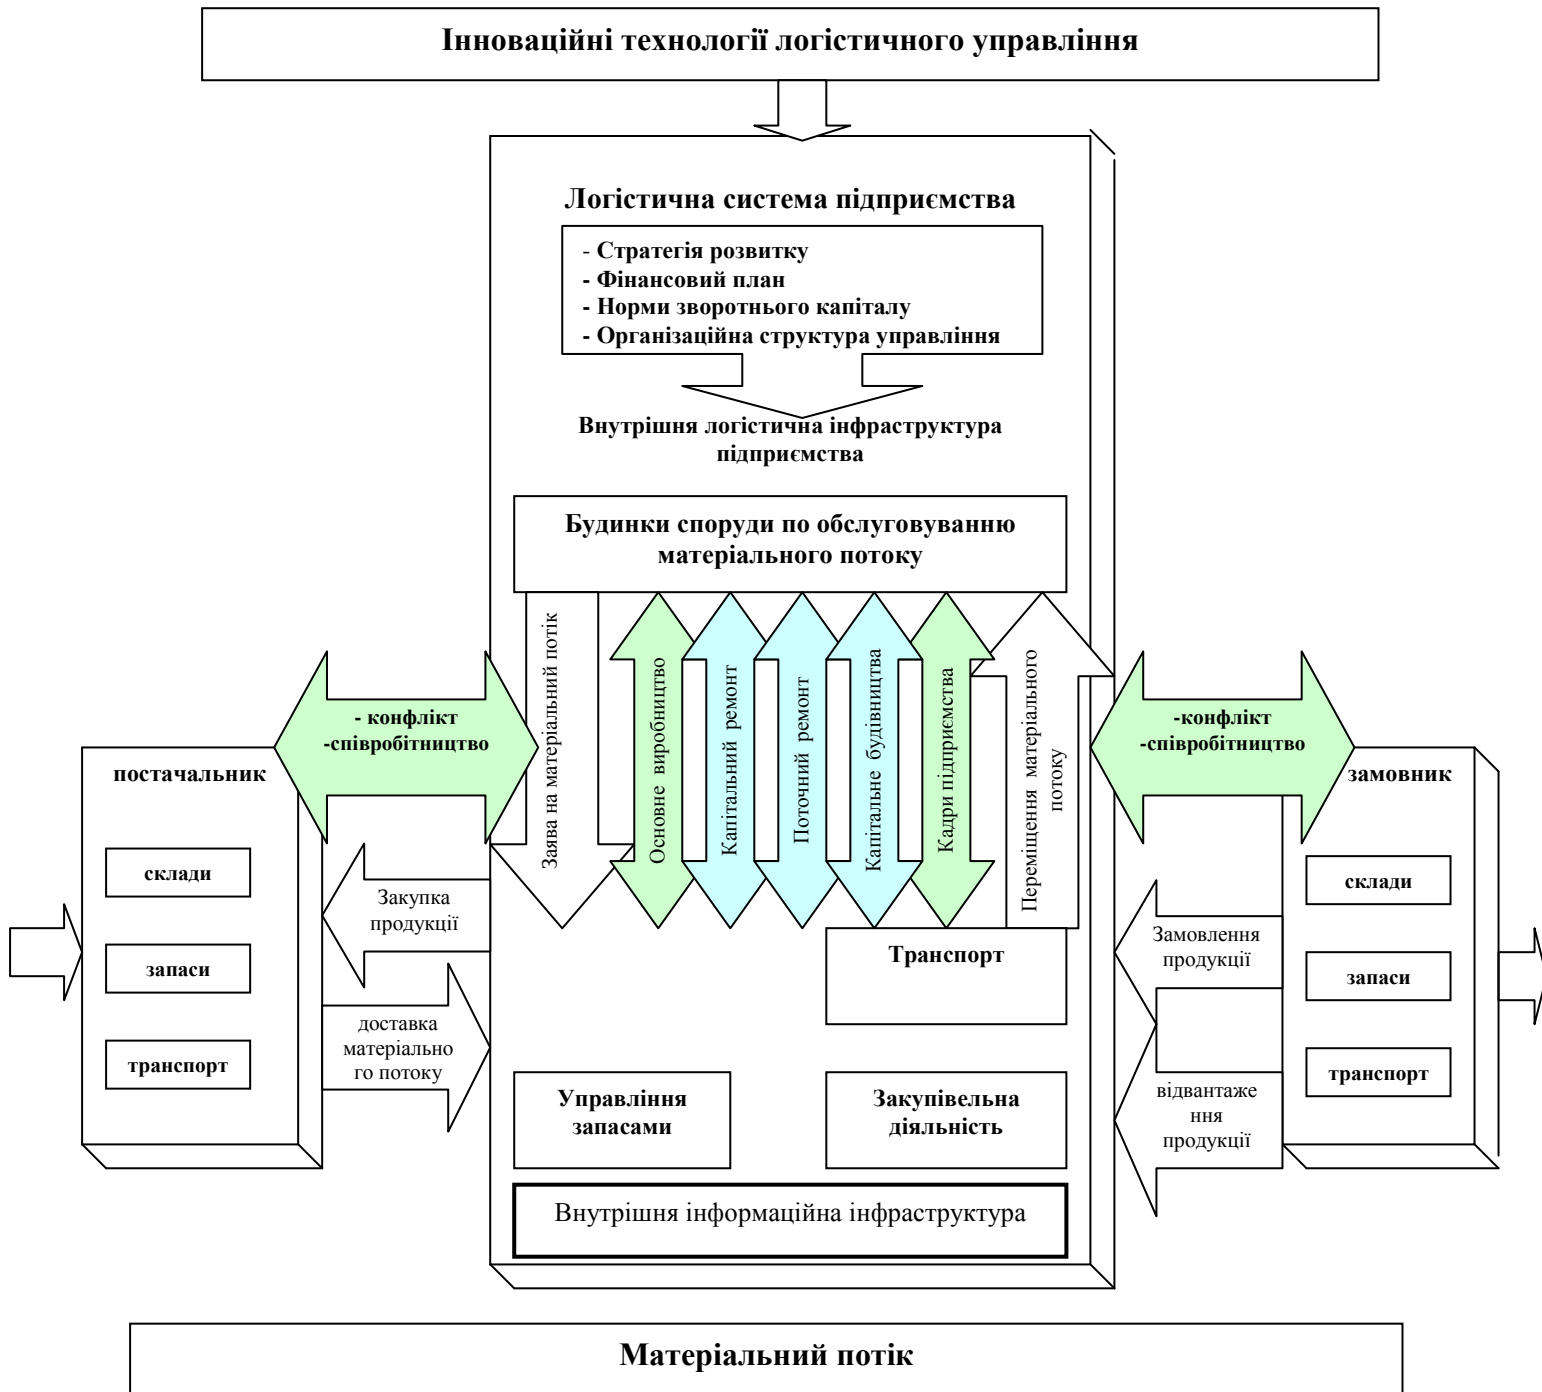 Інноваційні технології логістичного управління
Логістична система підприємства
- Стратегія розвитку
- Фінансовий план
- Норми зворотнього капіталу
- Організаційна структура управління
Внутрішня логістична інфраструктура
підприємства
Будинки споруди по обслуговуванню
матеріального потоку
Заява на матеріальний потік
Основне виробництво
Капітальний ремонт
Поточний ремонт
Капітальне будівництва
Кадри підприємства
Переміщення матеріального
потоку
- конфлікт
-співробітництво
-конфлікт
-співробітництво
постачальник
склади
запаси
транспорт
Закупка
продукції
доставка
матеріально
го потоку
Транспорт
Управління
запасами
Закупівельна
діяльність
Внутрішня інформаційна інфраструктура
замовник
склади
запаси
транспорт
Замовлення
продукції
відвантаже
ння
продукції
Матеріальний потік